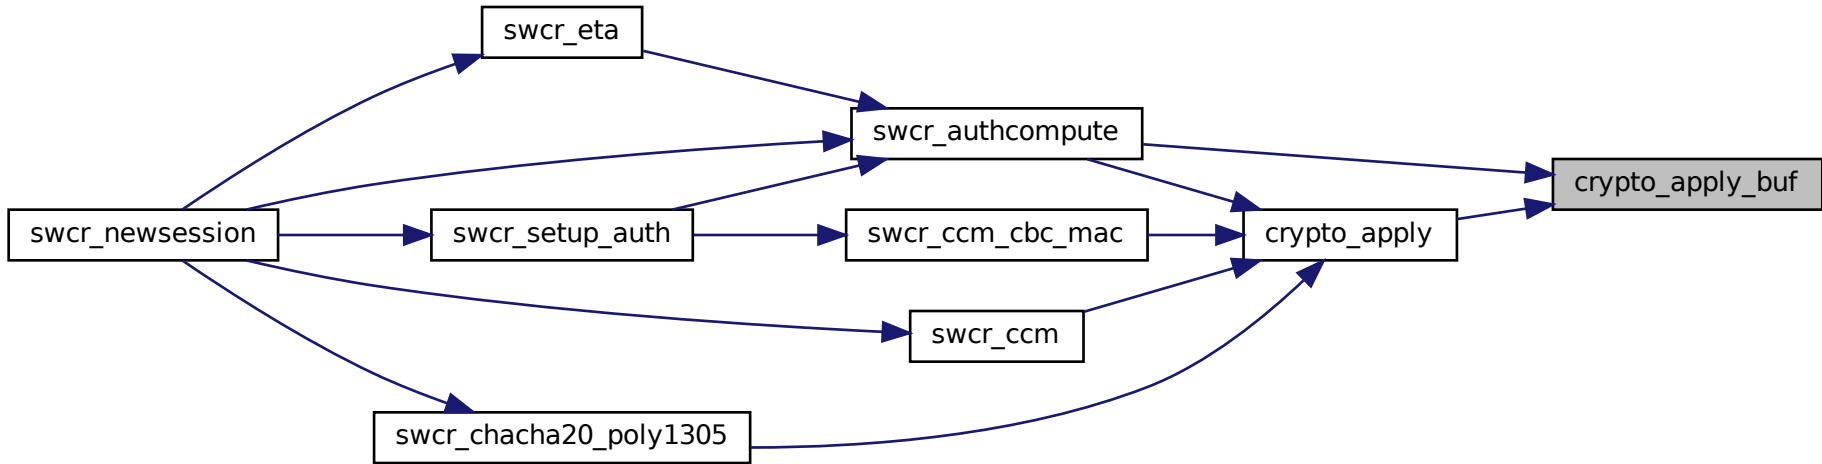 swcr_eta
swcr_authcompute
crypto_apply_buf
swcr_newsession
swcr_setup_auth
swcr_ccm_cbc_mac
crypto_apply
swcr_ccm
swcr_chacha20_poly1305